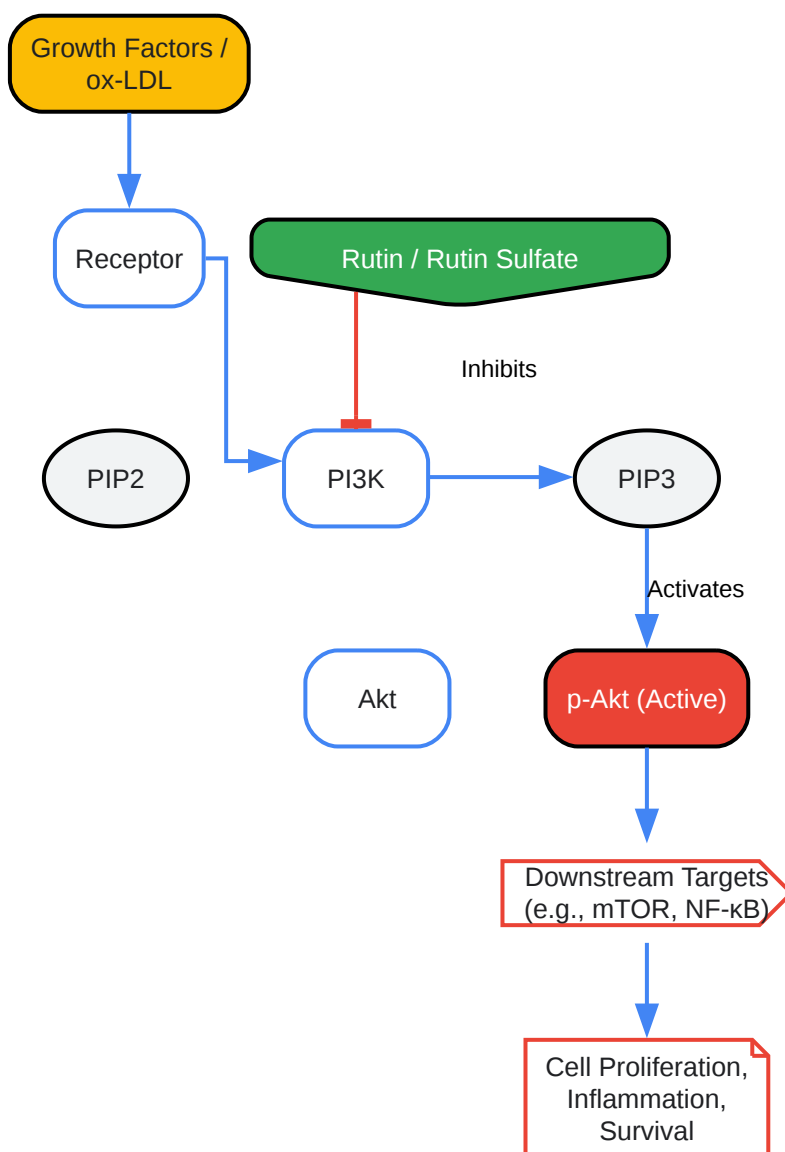 Growth Factors /
ox-LDL
Receptor
Rutin / Rutin Sulfate
Inhibits
PIP2
PI3K
PIP3
Activates
Akt
p-Akt (Active)
Downstream Targets
(e.g., mTOR, NF-κB)
Cell Proliferation,
Inflammation,
Survival